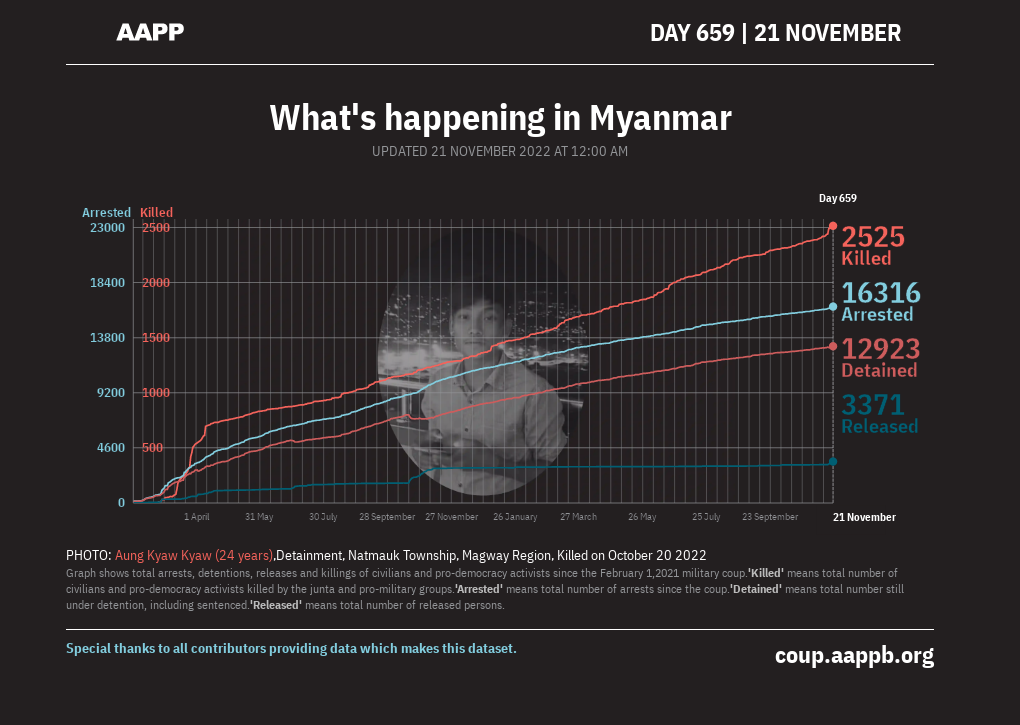 AAPP
DAY 659 | 21 NOVEMBER
What's happening in Myanmar
UPDATED 21 NOVEMBER 2022 AT 12:00 AM
Day 659
Arrested Killed
23000 2500
18400 2000
13800 1500
9200 1000
4600 500
0
2525
Killed
16316
Arrested
12923
Detained
3371
Released
1 April 31 May 30 July 28 September 27 November 26 January 27 March 26 May 25 July 23 September 21 November
PHOTO: Aung Kyaw Kyaw (24 years),Detainment, Natmauk Township, Magway Region, Killed on October 20 2022
Graph shows total arrests, detentions, releases and killings of civilians and pro-democracy activists since the February 1,2021 military coup.'Killed' means total number of
civilians and pro-democracy activists killed by the junta and pro-military groups.'Arrested' means total number of arrests since the coup.'Detained' means total number still
under detention, including sentenced.'Released' means total number of released persons.
Special thanks to all contributors providing data which makes this dataset.
coup.aappb.org